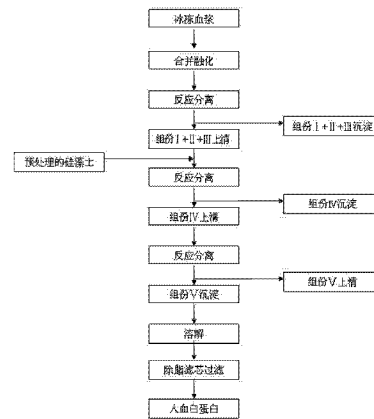 冰冻血浆
合并融化
反应分离
组份Ⅰ+Ⅱ+Ⅲ沉淀
组份Ⅰ+Ⅱ+Ⅲ上清
预处理的硅藻土
反应分离
组份Ⅳ沉淀
组份Ⅳ上清
反应分离
组份Ⅴ上清
组份Ⅴ沉淀
溶解
除脂滤芯过滤
人血白蛋白